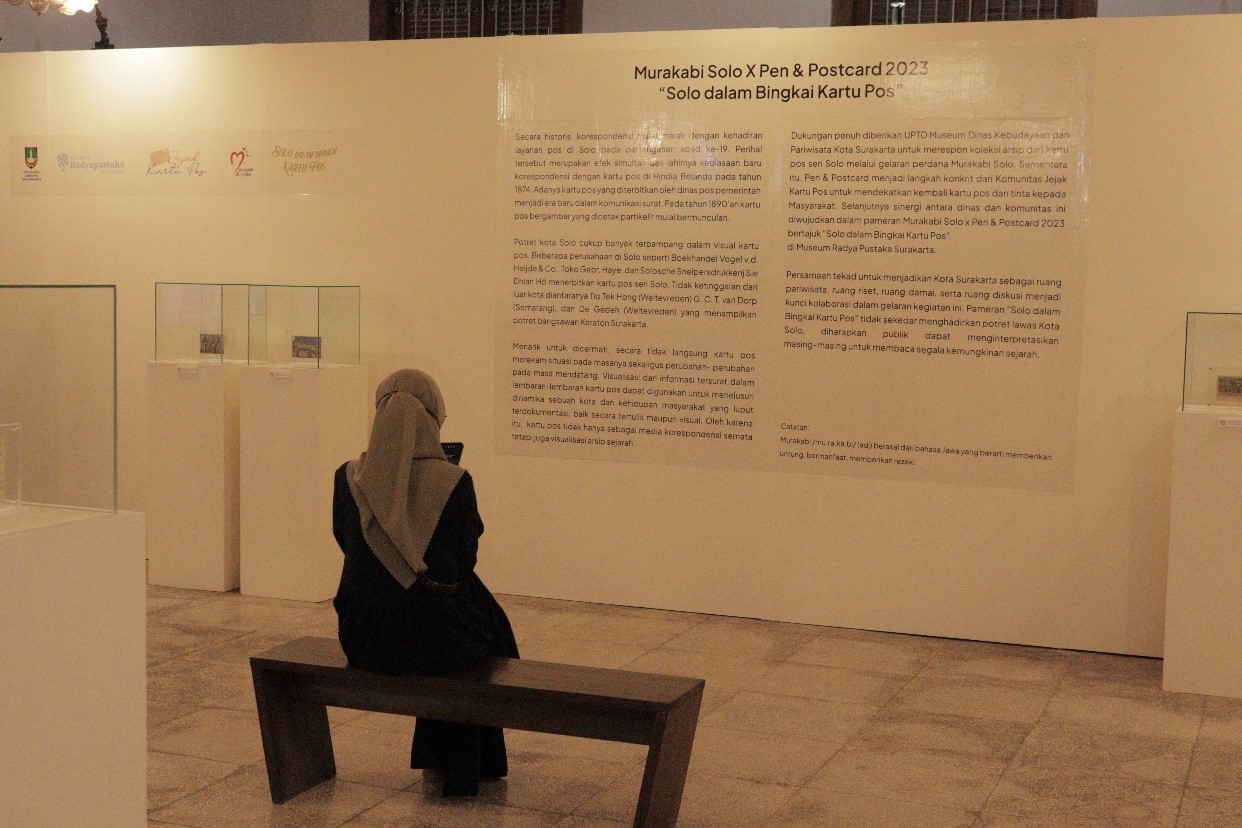 Murakabi Solo X Pen & Postcard 2023
“Solo dalam Bingkai Kartu Pos”
Radyapustaka
Jejak
Kartu Pos
SOLO DALAM BINGKAI
KARTU POS
Secara historis, korespondensi mulai marak dengan kehadiran
layanan pos di Solo pada pertengahan abad ke-19. Perihal
tersebut merupakan efek simultan dari lahirnya kebiasaan baru
korespondensi dengan kartu pos di Hindia Belanda pada tahun
1874. Adanya kartu pos yang diterbitkan oleh dinas pos pemerintah
menjadi era baru dalam komunikasi surat. Pada tahun 1890'an kartu
pos bergambar yang dicetak partikelir mulai bermunculan.
Potret kota Solo cukup banyak terpampang dalam visual kartu
pos. Beberapa perusahaan di Solo seperti Boekhandel Vogel v.d.
Heijde & Co., Toko Gebr. Haye, dan Solosche Snelpersdrukkerij Sie
Dhian Hô menerbitkan kartu pos seri Solo. Tidak ketinggalan dari
luar kota diantaranya Tio Tek Hong (Weltevreden) G. C. T. van Dorp
(Semarang), dan De Gedeh (Weltevreden) yang menampilkan
potret bangsawan Keraton Surakarta.
Menarik untuk dicermati, secara tidak langsung kartu pos
merekam situasi pada masanya sekaligus perubahan- perubahan
pada masa mendatang. Visualisasi dan informasi tersurat dalam
lembaran-lembaran kartu pos dapat digunakan untuk menelusuri
dinamika sebuah kota dan kehidupan masyarakat yang luput
terdokumentasi, baik secara tertulis maupun visual. Oleh karena
itu, kartu pos tidak hanya sebagai media korespondensi semata
tetapi juga visualisasi arsip sejarah.
Dukungan penuh diberikan UPTD Museum Dinas Kebudayaan dan
Pariwisata Kota Surakarta untuk merespon koleksi arsip dari kartu
pos seri Solo melalui gelaran perdana Murakabi Solo. Sementara
itu, Pen & Postcard menjadi langkah konkrit dari Komunitas Jejak
Kartu Pos untuk mendekatkan kembali kartu pos dan tinta kepada
Masyarakat. Selanjutnya sinergi antara dinas dan komunitas ini
diwujudkan dalam pameran Murakabi Solo x Pen & Postcard 2023
bertajuk “Solo dalam Bingkai Kartu Pos”
di Museum Radya Pustaka Surakarta.
Persamaan tekad untuk menjadikan Kota Surakarta sebagai ruang
pariwisata, ruang riset, ruang damai, serta ruang diskusi menjadi
kunci kolaborasi dalam gelaran kegiatan ini. Pameran “Solo dalam
Bingkai Kartu Pos” tidak sekedar menghadirkan potret lawas Kota
Solo, diharapkan publik dapat menginterpretasikan
masing-masing untuk membaca segala kemungkinan sejarah.
Catatan:
Murakabi /mu.ra.ka.bi/ (adj) berasal dari bahasa Jawa yang berarti memberikan
untung, bermanfaat, memberikan rezeki.